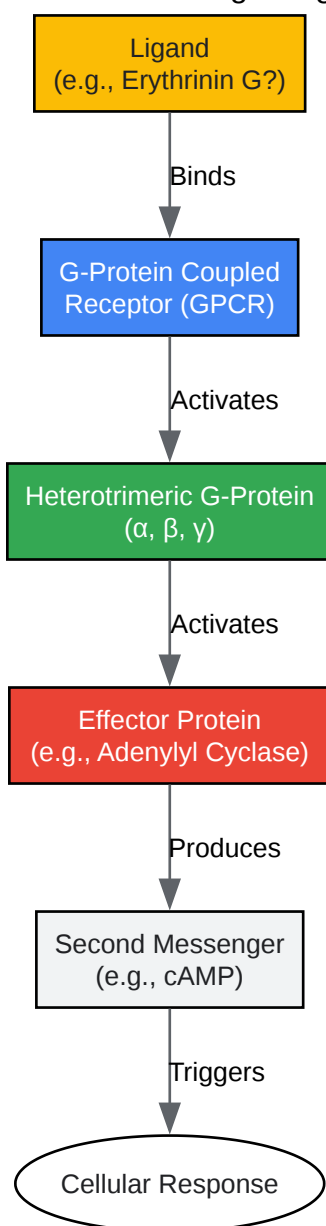 Ligand
(e.g., Erythrinin G?)
Binds
G-Protein Coupled
Receptor (GPCR)
Activates
Heterotrimeric G-Protein
(α, β, γ)
Activates
Effector Protein
(e.g., Adenylyl Cyclase)
Produces
Second Messenger
(e.g., cAMP)
Triggers
Cellular Response